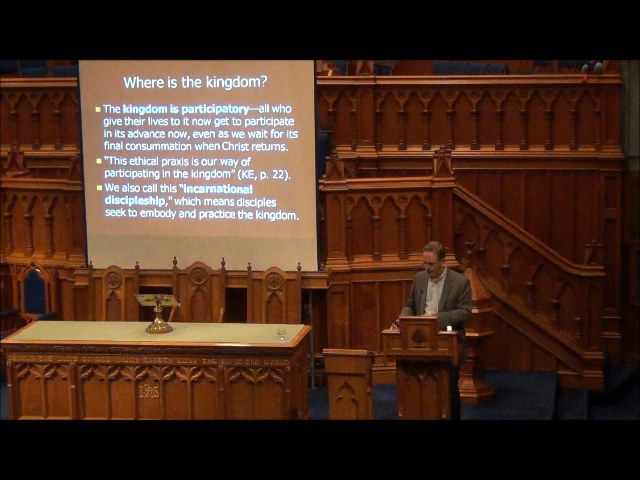 Where is the kingdom?
The kingdom is participatory—all who
give their lives to it now get to participate
in its advance now, even as we wait for its
final consummation when Christ returns.
"This ethical praxis is our way of
participating in the kingdom" (KE, p. 22).
We also call this "incarnational
discipleship," which means disciples
seek to embody and practice the kingdom.
IHS